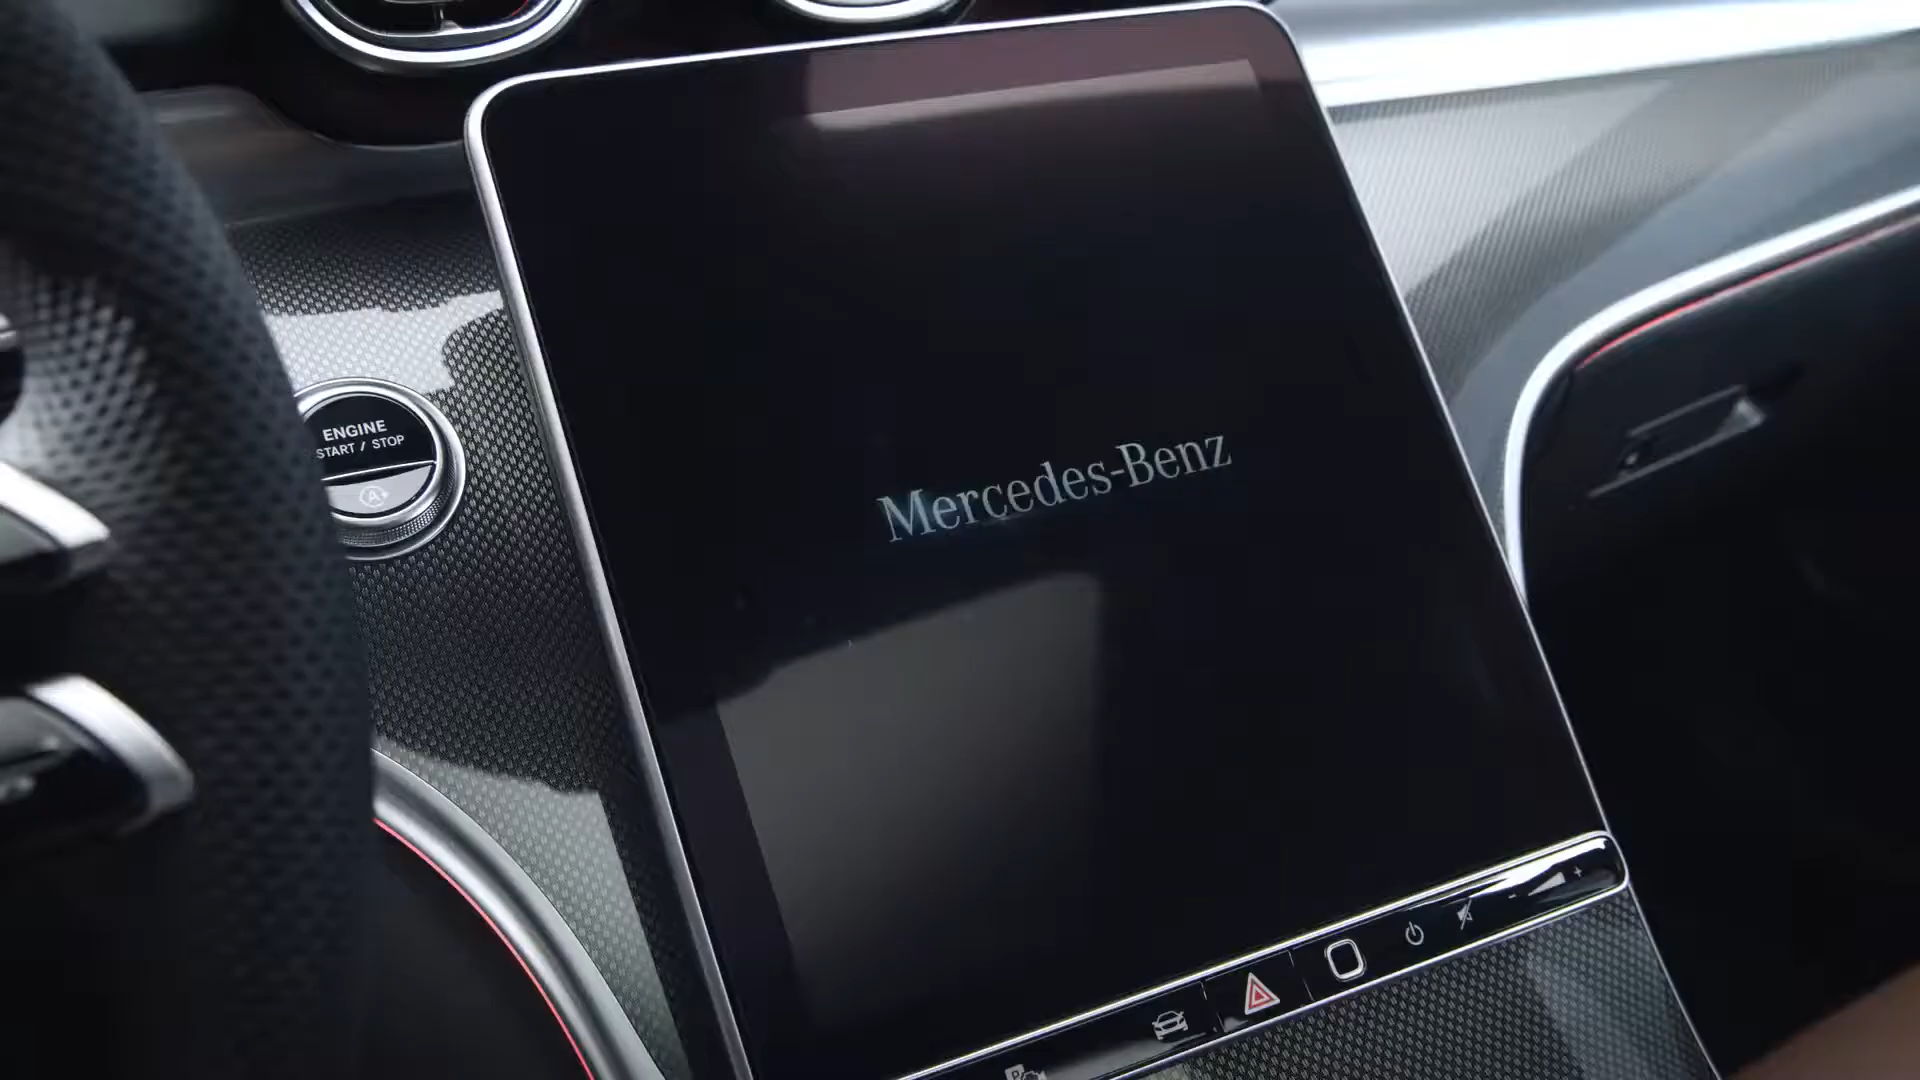 ENGINE
START / STOP
A
Mercedes-Benz
- +
P